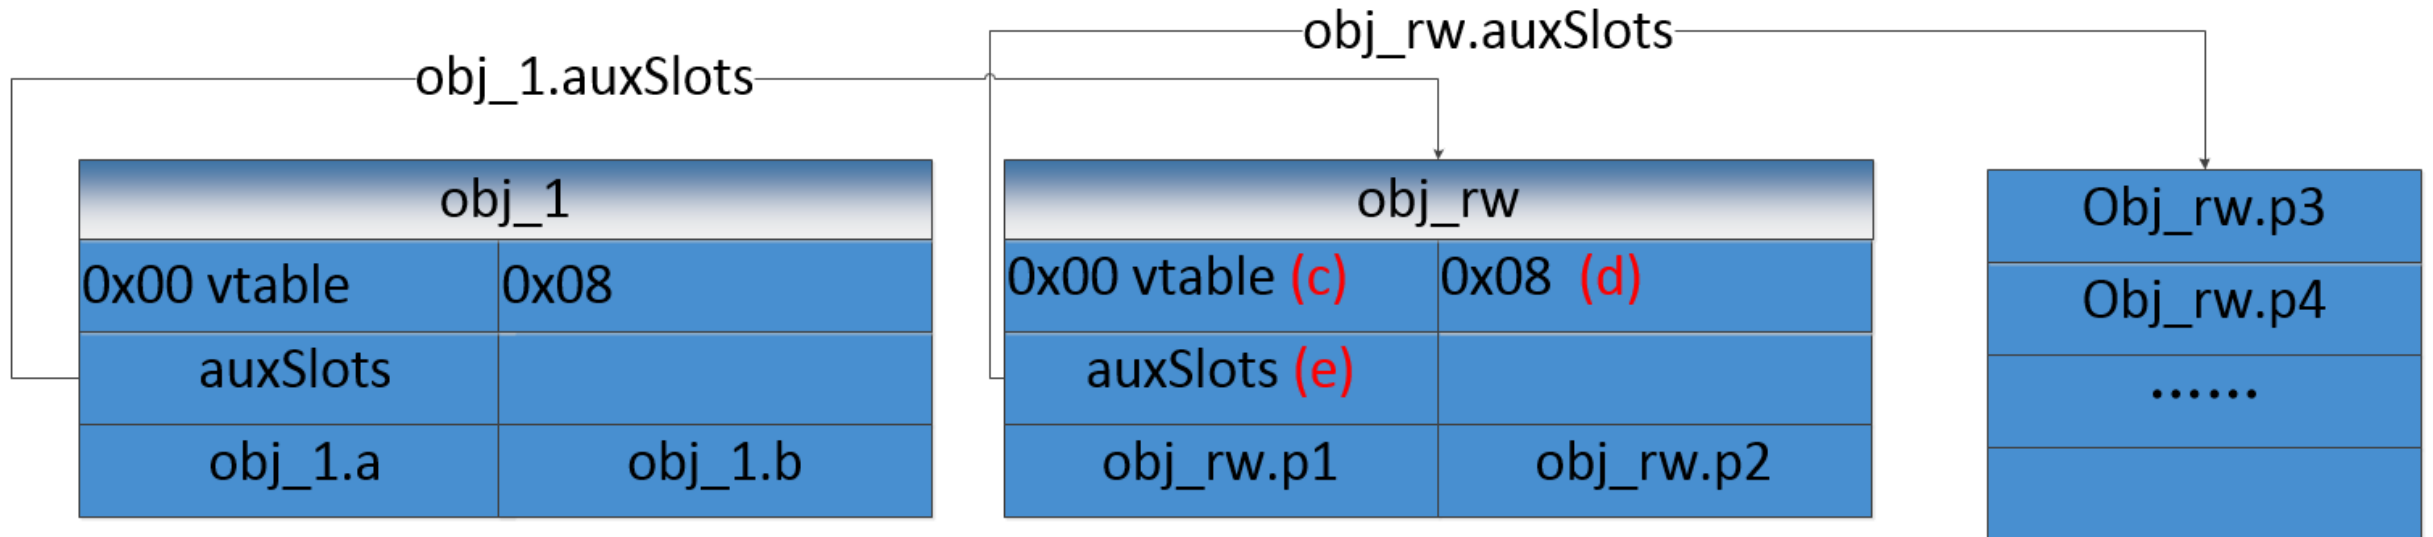 obj_rw.auxSlots
obj_1.auxSlots
obj_1
0x00 vtable
0x08
auxSlots
obj_1.a
obj_1.b
obj_rw
0x00 vtable (c)
0x08 (d)
auxSlots (e)
obj_rw.p1
obj_rw.p2
Obj_rw.p3
Obj_rw.p4
······